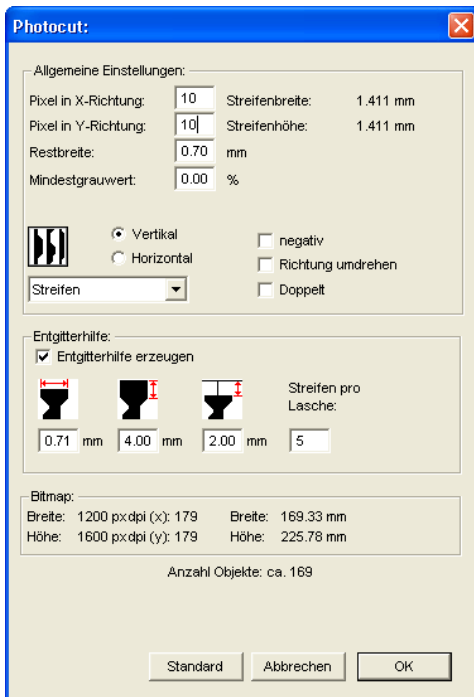 Photocut:
Allgemeine Einstellungen:
Pixel in X-Richtung: 10 Streifenbreite: 1.411 mm
Pixel in Y-Richtung: 10 Streifenhöhe: 1.411 mm
Restbreite: 0.70 mm
Mindestgrauwert: 0.00 %
Vertikal
Horizontal
negativ
Richtung umdrehen
Doppelt
Streifen
Entgitterhilfe:
Entgitterhilfe erzeugen
Streifen pro
Lasche:
0.71 mm 4.00 mm 2.00 mm 5
Bitmap:
Breite: 1200 px dpi (x): 179 Breite: 169.33 mm
Höhe: 1600 px dpi (y): 179 Höhe: 225.78 mm
Anzahl Objekte: ca. 169
Standard Abbrechen OK